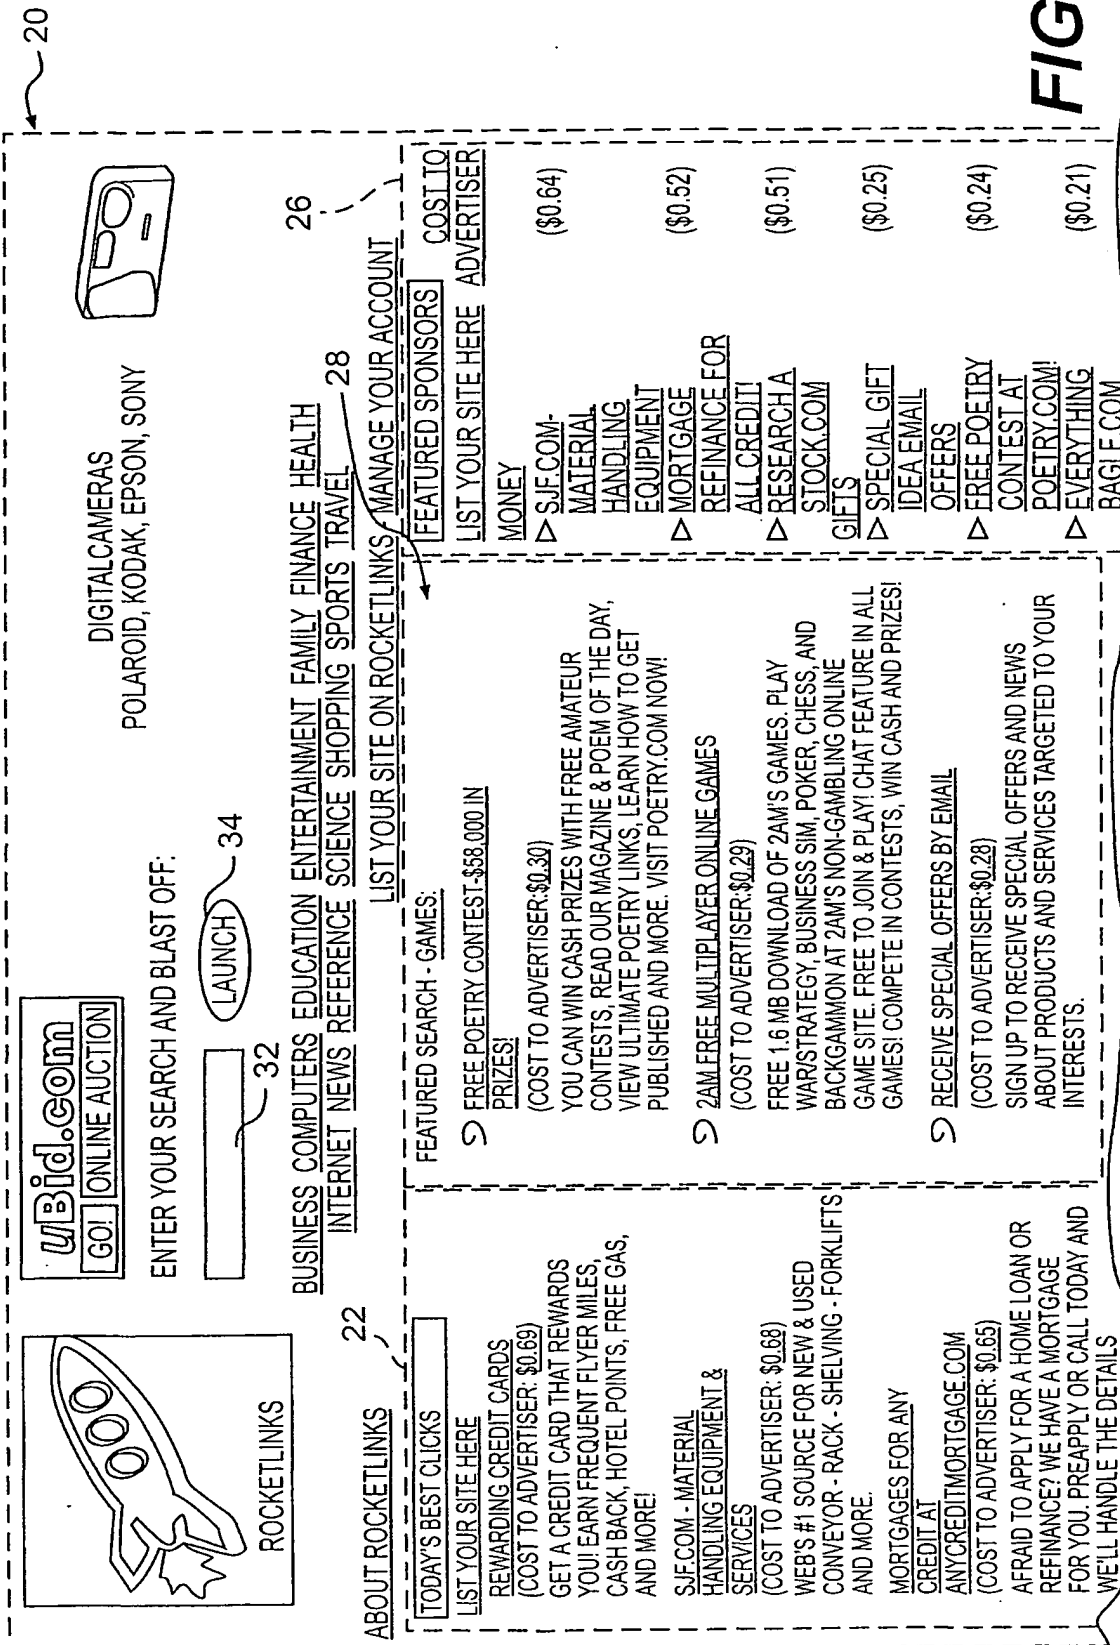 20
ROCKETLINKS
uBid.com
GO! ONLINE AUCTION
DIGITALCAMERAS
POLAROID, KODAK, EPSON, SONY
ENTER YOUR SEARCH AND BLAST OFF:
LAUNCH
34
32
BUSINESS COMPUTERS EDUCATION ENTERTAINMENT FAMILY FINANCE HEALTH
INTERNET NEWS REFERENCE SCIENCE SHOPPING SPORTS TRAVEL
ABOUT ROCKETLINKS
LIST YOUR SITE ON ROCKETLINKS - MANAGE YOUR ACCOUNT
22
28
26
TODAY'S BEST CLICKS
LIST YOUR SITE HERE
REWARDING CREDIT CARDS
(COST TO ADVERTISER: $0.69)
GET A CREDIT CARD THAT REWARDS
YOU! EARN FREQUENT FLYER MILES,
CASH BACK, HOTEL POINTS, FREE GAS,
AND MORE!
SJF.COM - MATERIAL
HANDLING EQUIPMENT &
SERVICES
(COST TO ADVERTISER: $0.68)
WEB'S #1 SOURCE FOR NEW & USED
CONVEYOR - RACK - SHELVING - FORKLIFTS
AND MORE.
MORTGAGES FOR ANY
CREDIT AT
ANYCREDITMORTGAGE.COM
(COST TO ADVERTISER: $0.65)
AFRAID TO APPLY FOR A HOME LOAN OR
REFINANCE? WE HAVE A MORTGAGE
FOR YOU. PREAPPLY OR CALL TODAY AND
WE'LL HANDLE THE DETAILS
FEATURED SEARCH - GAMES:
FREE POETRY CONTEST-$58,000 IN
PRIZES!
(COST TO ADVERTISER:$0.30)
YOU CAN WIN CASH PRIZES WITH FREE AMATEUR
CONTESTS, READ OUR MAGAZINE & POEM OF THE DAY,
VIEW ULTIMATE POETRY LINKS, LEARN HOW TO GET
PUBLISHED AND MORE. VISIT POETRY.COM NOW!
2AM FREE MULTIPLAYER ONLINE GAMES
(COST TO ADVERTISER:$0.29)
FREE 1.6 MB DOWNLOAD OF 2AM'S GAMES. PLAY
WAR/STRATEGY, BUSINESS SIM, POKER, CHESS, AND
BACKGAMMON AT 2AM'S NON-GAMBLING ONLINE
GAME SITE. FREE TO JOIN & PLAY! CHAT FEATURE IN ALL
GAMES! COMPETE IN CONTESTS, WIN CASH AND PRIZES!
RECEIVE SPECIAL OFFERS BY EMAIL
(COST TO ADVERTISER:$0.28)
SIGN UP TO RECEIVE SPECIAL OFFERS AND NEWS
ABOUT PRODUCTS AND SERVICES TARGETED TO YOUR
INTERESTS.
FEATURED SPONSORS
COST TO
LIST YOUR SITE HERE ADVERTISER
MONEY
SJF.COM- ($0.64)
MATERIAL
HANDLING
EQUIPMENT
MORTGAGE ($0.52)
REFINANCE FOR
ALL CREDIT!
RESEARCH A ($0.51)
STOCK.COM
GIFTS
SPECIAL GIFT ($0.25)
IDEA EMAIL
OFFERS
FREE POETRY ($0.24)
CONTEST AT
POETRY.COM!
EVERYTHING ($0.21)
BAGLE.COM
FIG